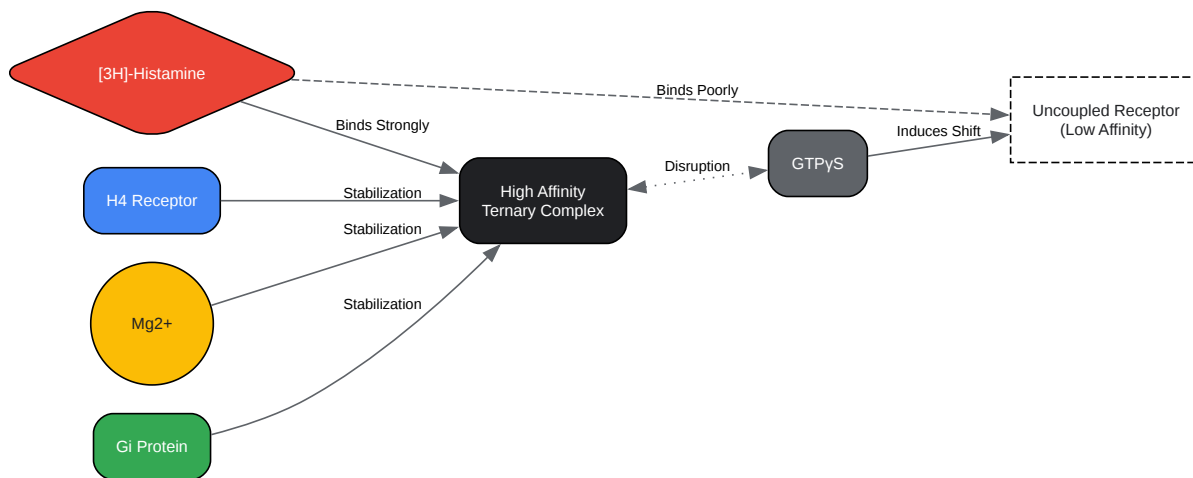 [3H]-Histamine
Binds Poorly
Uncoupled Receptor
(Low Affinity)
Binds Strongly
Induces Shift
GTPγS
Disruption
H4 Receptor
Stabilization
High Affinity
Ternary Complex
Stabilization
Mg2+
Stabilization
Gi Protein